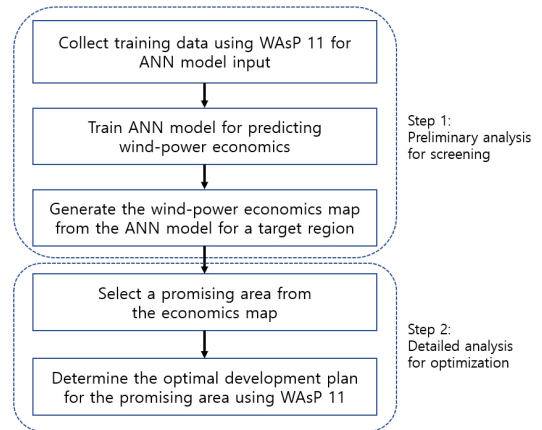 Collect training data using WAsP 11 for
ANN model input
Train ANN model for predicting
wind-power economics
Generate the wind-power economics map
from the ANN model for a target region
Step 1:
Preliminary analysis
for screening
Select a promising area from
the economics map
Determine the optimal development plan
for the promising area using WAsP 11
Step 2:
Detailed analysis
for optimization